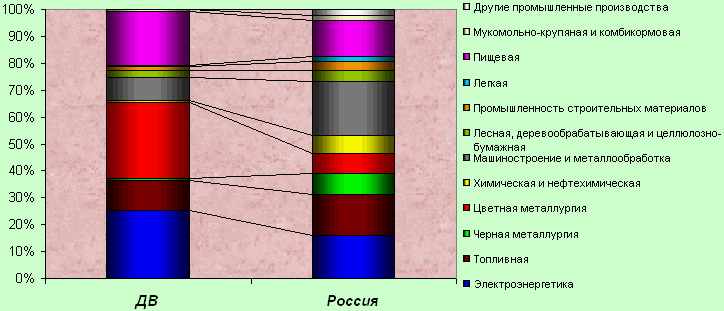 100%
90%
80%
70%
60%
50%
40%
30%
20%
10%
0%
ДВ
Россия
Другие промышленные производства
Мукомольно-крупяная и комбикормовая
Пищевая
Легкая
Промышленность строительных материалов
Лесная, деревообрабатывающая и целлюлозно-
бумажная
Машиностроение и металлообработка
Химическая и нефтехимическая
Цветная металлургия
Черная металлургия
Топливная
Электроэнергетика